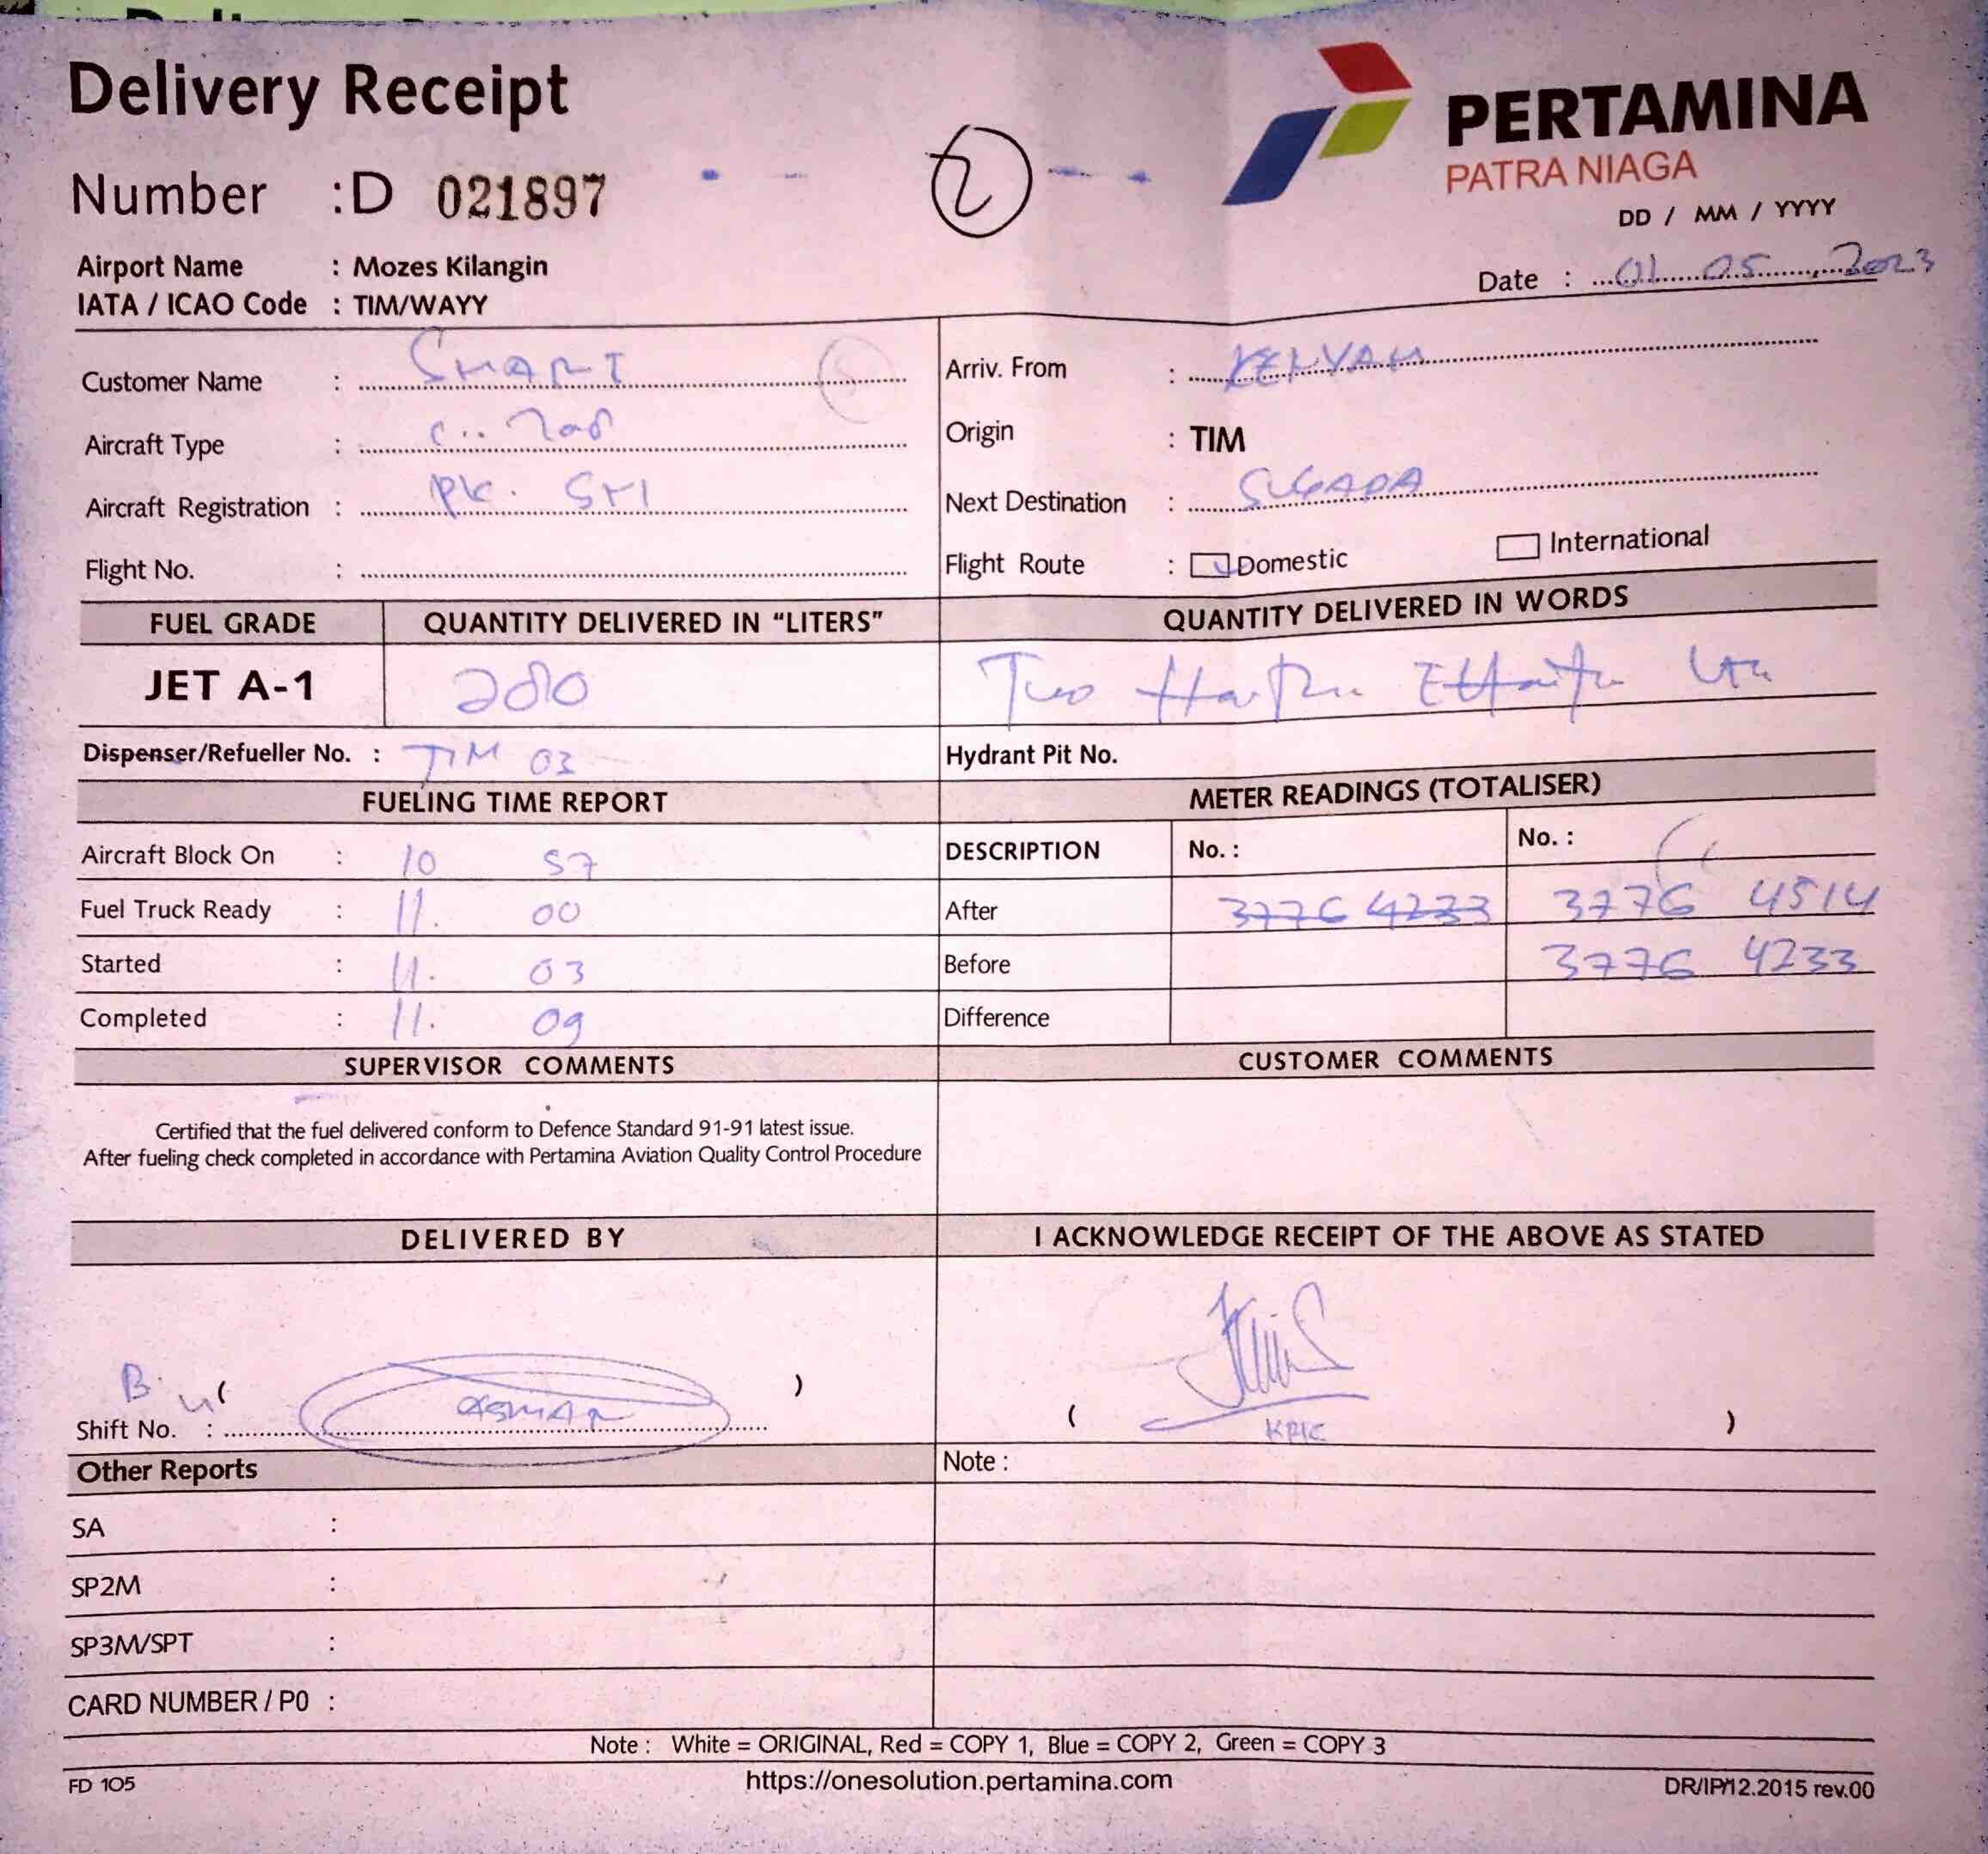 Delivery Receipt
Number :D 021897
2
PERTAMINA
PATRA NIAGA
DD / MM / YYYY
Airport Name : Mozes Kilangin
IATA / ICAO Code : TIM/WAYY
Date : 01 05 2023
Customer Name : SMART
Aircraft Type : C 208
Aircraft Registration : PK.
Flight No. :
Arriv. From : KENYAM
Origin : TIM
Next Destination :
Flight Route : Domestic International
FUEL GRADE QUANTITY DELIVERED IN "LITERS" QUANTITY DELIVERED IN WORDS
JET A-1 280 Two
Dispenser/Refueller No. : TIM 03 Hydrant Pit No.
FUELING TIME REPORT METER READINGS (TOTALISER)
Aircraft Block On : 10 57 DESCRIPTION No. : No. :
Fuel Truck Ready : 11. 00 After 3776 4233 3776 4514
Started : 11. 03 Before 3776 4233
Completed : 11. 09 Difference
SUPERVISOR COMMENTS CUSTOMER COMMENTS
Certified that the fuel delivered conform to Defence Standard 91-91 latest issue.
After fueling check completed in accordance with Pertamina Aviation Quality Control Procedure
DELIVERED BY I ACKNOWLEDGE RECEIPT OF THE ABOVE AS STATED
B
( )
Shift No. :
( )
Other Reports Note :
SA :
SP2M :
SP3M/SPT :
CARD NUMBER / P0 :
Note : White = ORIGINAL, Red = COPY 1, Blue = COPY 2, Green = COPY 3
FD 105 https://onesolution.pertamina.com DR/IP/12.2015 rev.00